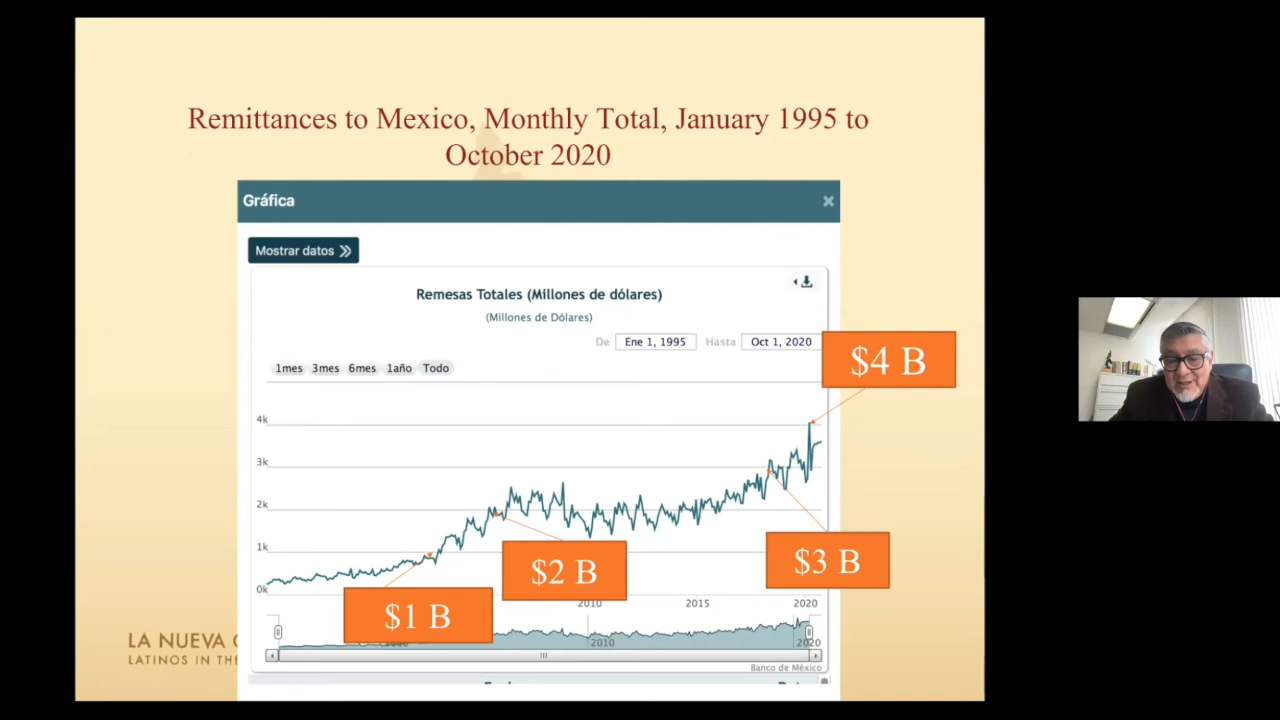 Remittances to Mexico, Monthly Total, January 1995 to
October 2020
Gráfica
×
Mostrar datos
Remesas Totales (Millones de dólares)
(Millones de Dólares)
De Ene 1, 1995 Hasta Oct 1, 2020
1mes 3mes 6mes 1año Todo
$4 B
4k
3k
2k
1k
0k
$3 B
$2 B
$1 B
2010 2015 2020
2010 2020
LA NUEVA
LATINOS IN THE
Banco de México